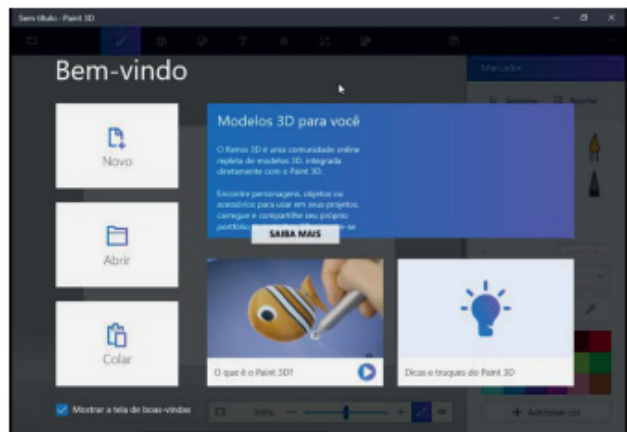 Sem título - Paint 3D
Bem-vindo
Marcador
Selecionar
Recortar
Novo
Modelos 3D para você
O Remix 3D é uma comunidade online
repleta de modelos 3D, integrada
diretamente com o Paint 3D.
Encontre personagens, objetos ou
acessórios para usar em seus projetos,
carregue e compartilhe seu próprio
SAIBA MAIS
Abrir
Colar
O que é o Paint 3D?
Dicas e truques do Paint 3D
Mostrar a tela de boas-vindas
100%
Adicionar cor